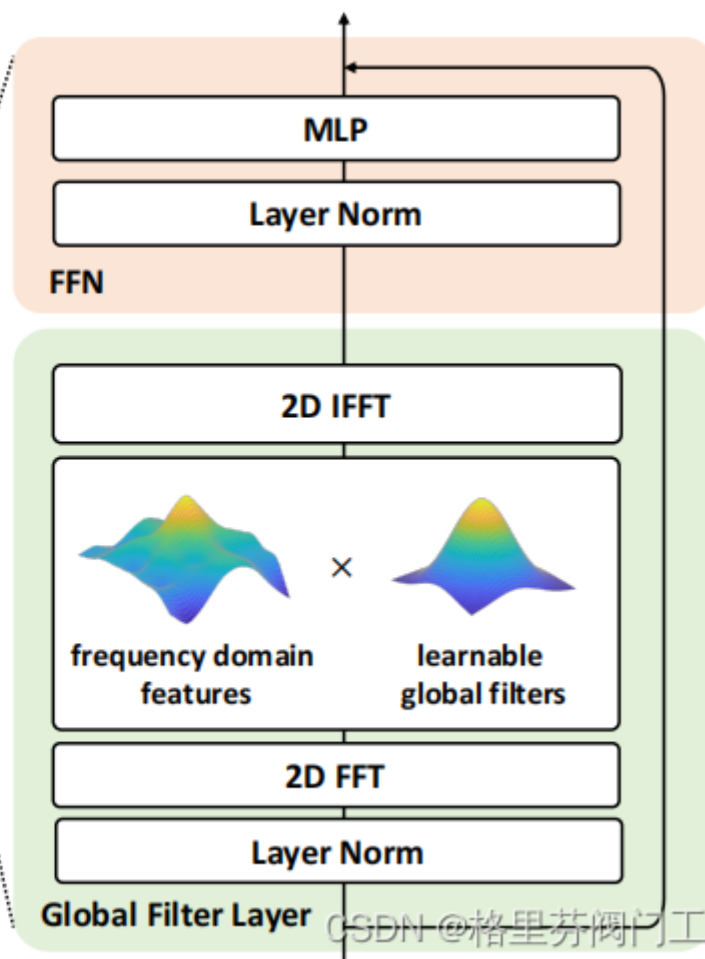 MLP
Layer Norm
FFN
2D IFFT
×
frequency domain
features
learnable
global filters
2D FFT
Layer Norm
Global Filter Layer
CSDN @格里芬阀门工